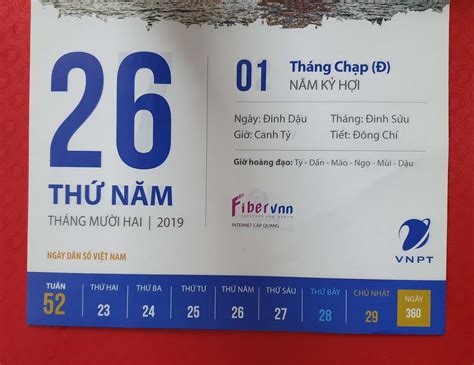 26
THỨ NĂM
THÁNG MƯỜI HAI | 2019
NGÀY DÂN SỐ VIỆT NAM
01
Tháng Chạp (Đ)
NĂM KỶ HỢI
Ngày: Đinh Dậu Tháng: Đinh Sửu
Giờ: Canh Tý Tiết: Đông Chí
Giờ hoàng đạo: Tý - Dần - Mão - Ngọ - Mùi - Dậu
Fibervnn
INTERNET CÁP QUANG
VNPT
TUẦN THỨ HAI THỨ BA THỨ TƯ THỨ NĂM THỨ SÁU THỨ BẢY CHỦ NHẬT NGÀY
52 23 24 25 26 27 28 29 360